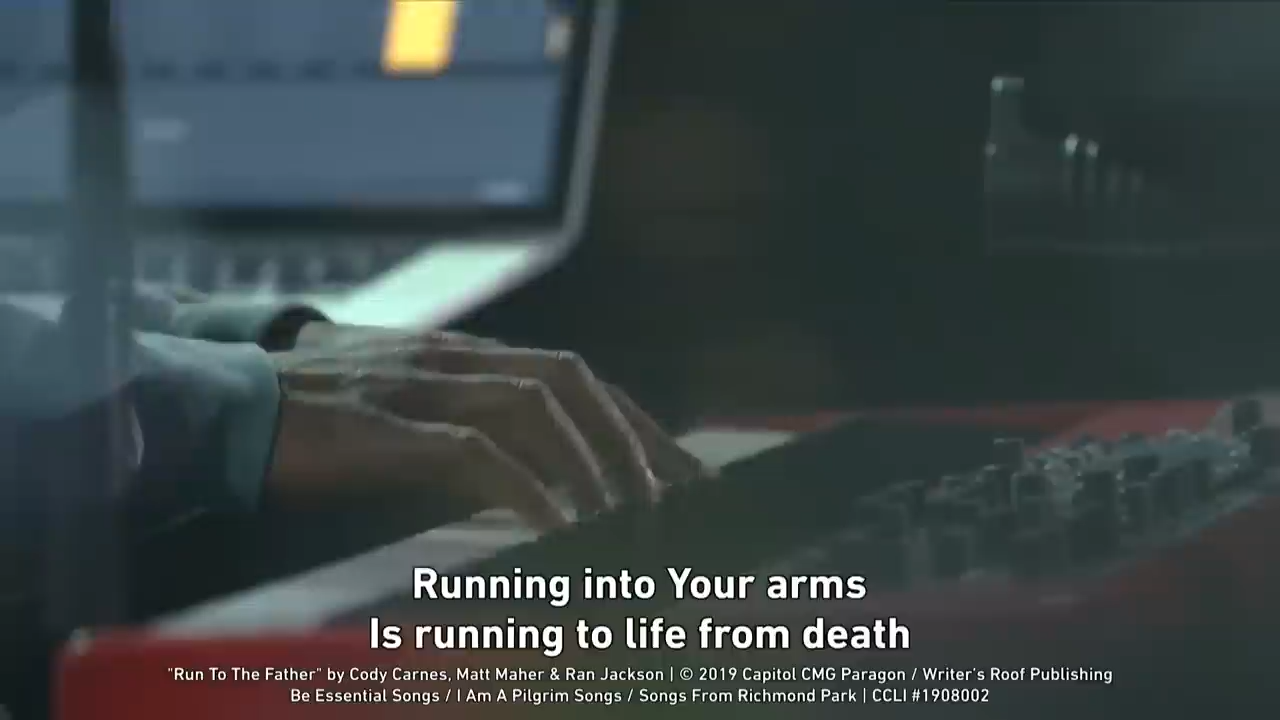 Running into Your arms
Is running to life from death
"Run To The Father" by Cody Carnes, Matt Maher & Ran Jackson | © 2019 Capitol CMG Paragon / Writer's Roof Publishing
Be Essential Songs / I Am A Pilgrim Songs / Songs From Richmond Park | CCLI #1908002